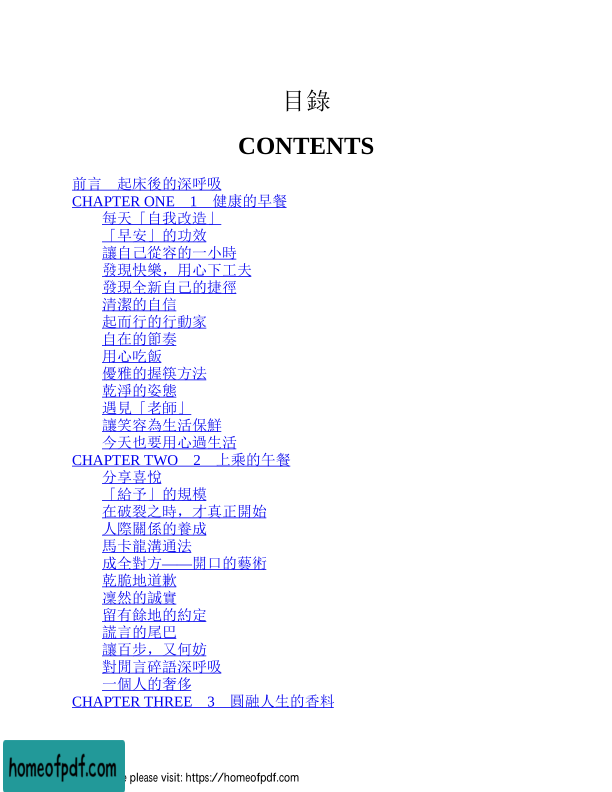 目錄
CONTENTS
前言　起床後的深呼吸
CHAPTER ONE　1　健康的早餐
每天「自我改造」
「早安」的功效
讓自己從容的一小時
發現快樂，用心下工夫
發現全新自己的捷徑
清潔的自信
起而行的行動家
自在的節奏
用心吃飯
優雅的握筷方法
乾淨的姿態
遇見「老師」
讓笑容為生活保鮮
今天也要用心過生活
CHAPTER TWO　2　上乘的午餐
分享喜悅
「給予」的規模
在破裂之時，才真正開始
人際關係的養成
馬卡龍溝通法
成全對方——開口的藝術
乾脆地道歉
凜然的誠實
留有餘地的約定
謊言的尾巴
讓百步，又何妨
對閒言碎語深呼吸
一個人的奢侈
CHAPTER THREE　3　圓融人生的香料
homeofpdf.com
please visit: https://homeofpdf.com